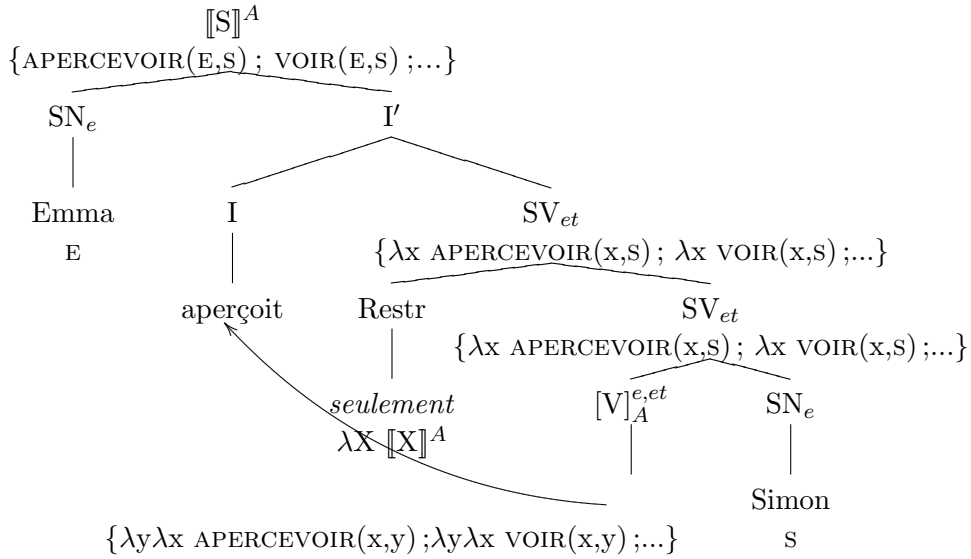 ⟦S⟧^A
{APERCEVOIR(E,S) ; VOIR(E,S) ;...}
SN_e I′
Emma I SV_et
E {λx APERCEVOIR(x,S) ; λx VOIR(x,S) ;...}
aperçoit Restr SV_et
{λx APERCEVOIR(x,S) ; λx VOIR(x,S) ;...}
seulement [V]_A^{e,et} SN_e
λX ⟦X⟧^A
Simon
{λyλx APERCEVOIR(x,y) ;λyλx VOIR(x,y) ;...} S